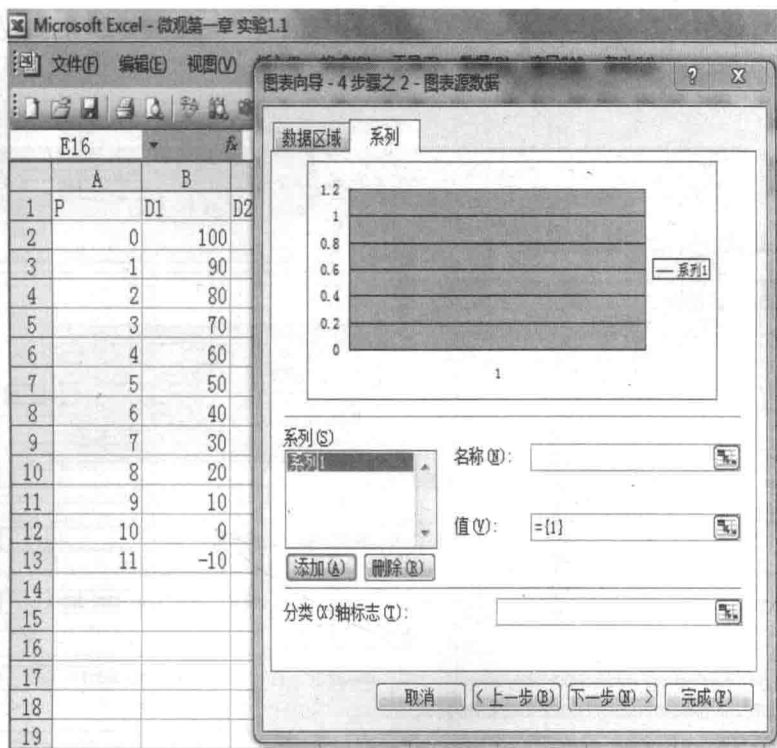 Microsoft Excel - 微观第一章 实验1.1
文件(F) 编辑(E) 视图(V)
图表向导 - 4 步骤之 2 - 图表源数据
E16
fx
数据区域 系列
A B
1 P D1 D2
2 0 100
3 1 90
4 2 80
5 3 70
6 4 60
7 5 50
8 6 40
9 7 30
10 8 20
11 9 10
12 10 0
13 11 -10
14
15
16
17
18
19
1.2
1
0.8
0.6
0.4
0.2
0
1
系列1
系列(S)
系列1
名称(N):
值(V): ={1}
添加(A) 删除(R)
分类(X)轴标志(T):
取消 <上一步(B) 下一步(N)> 完成(F)